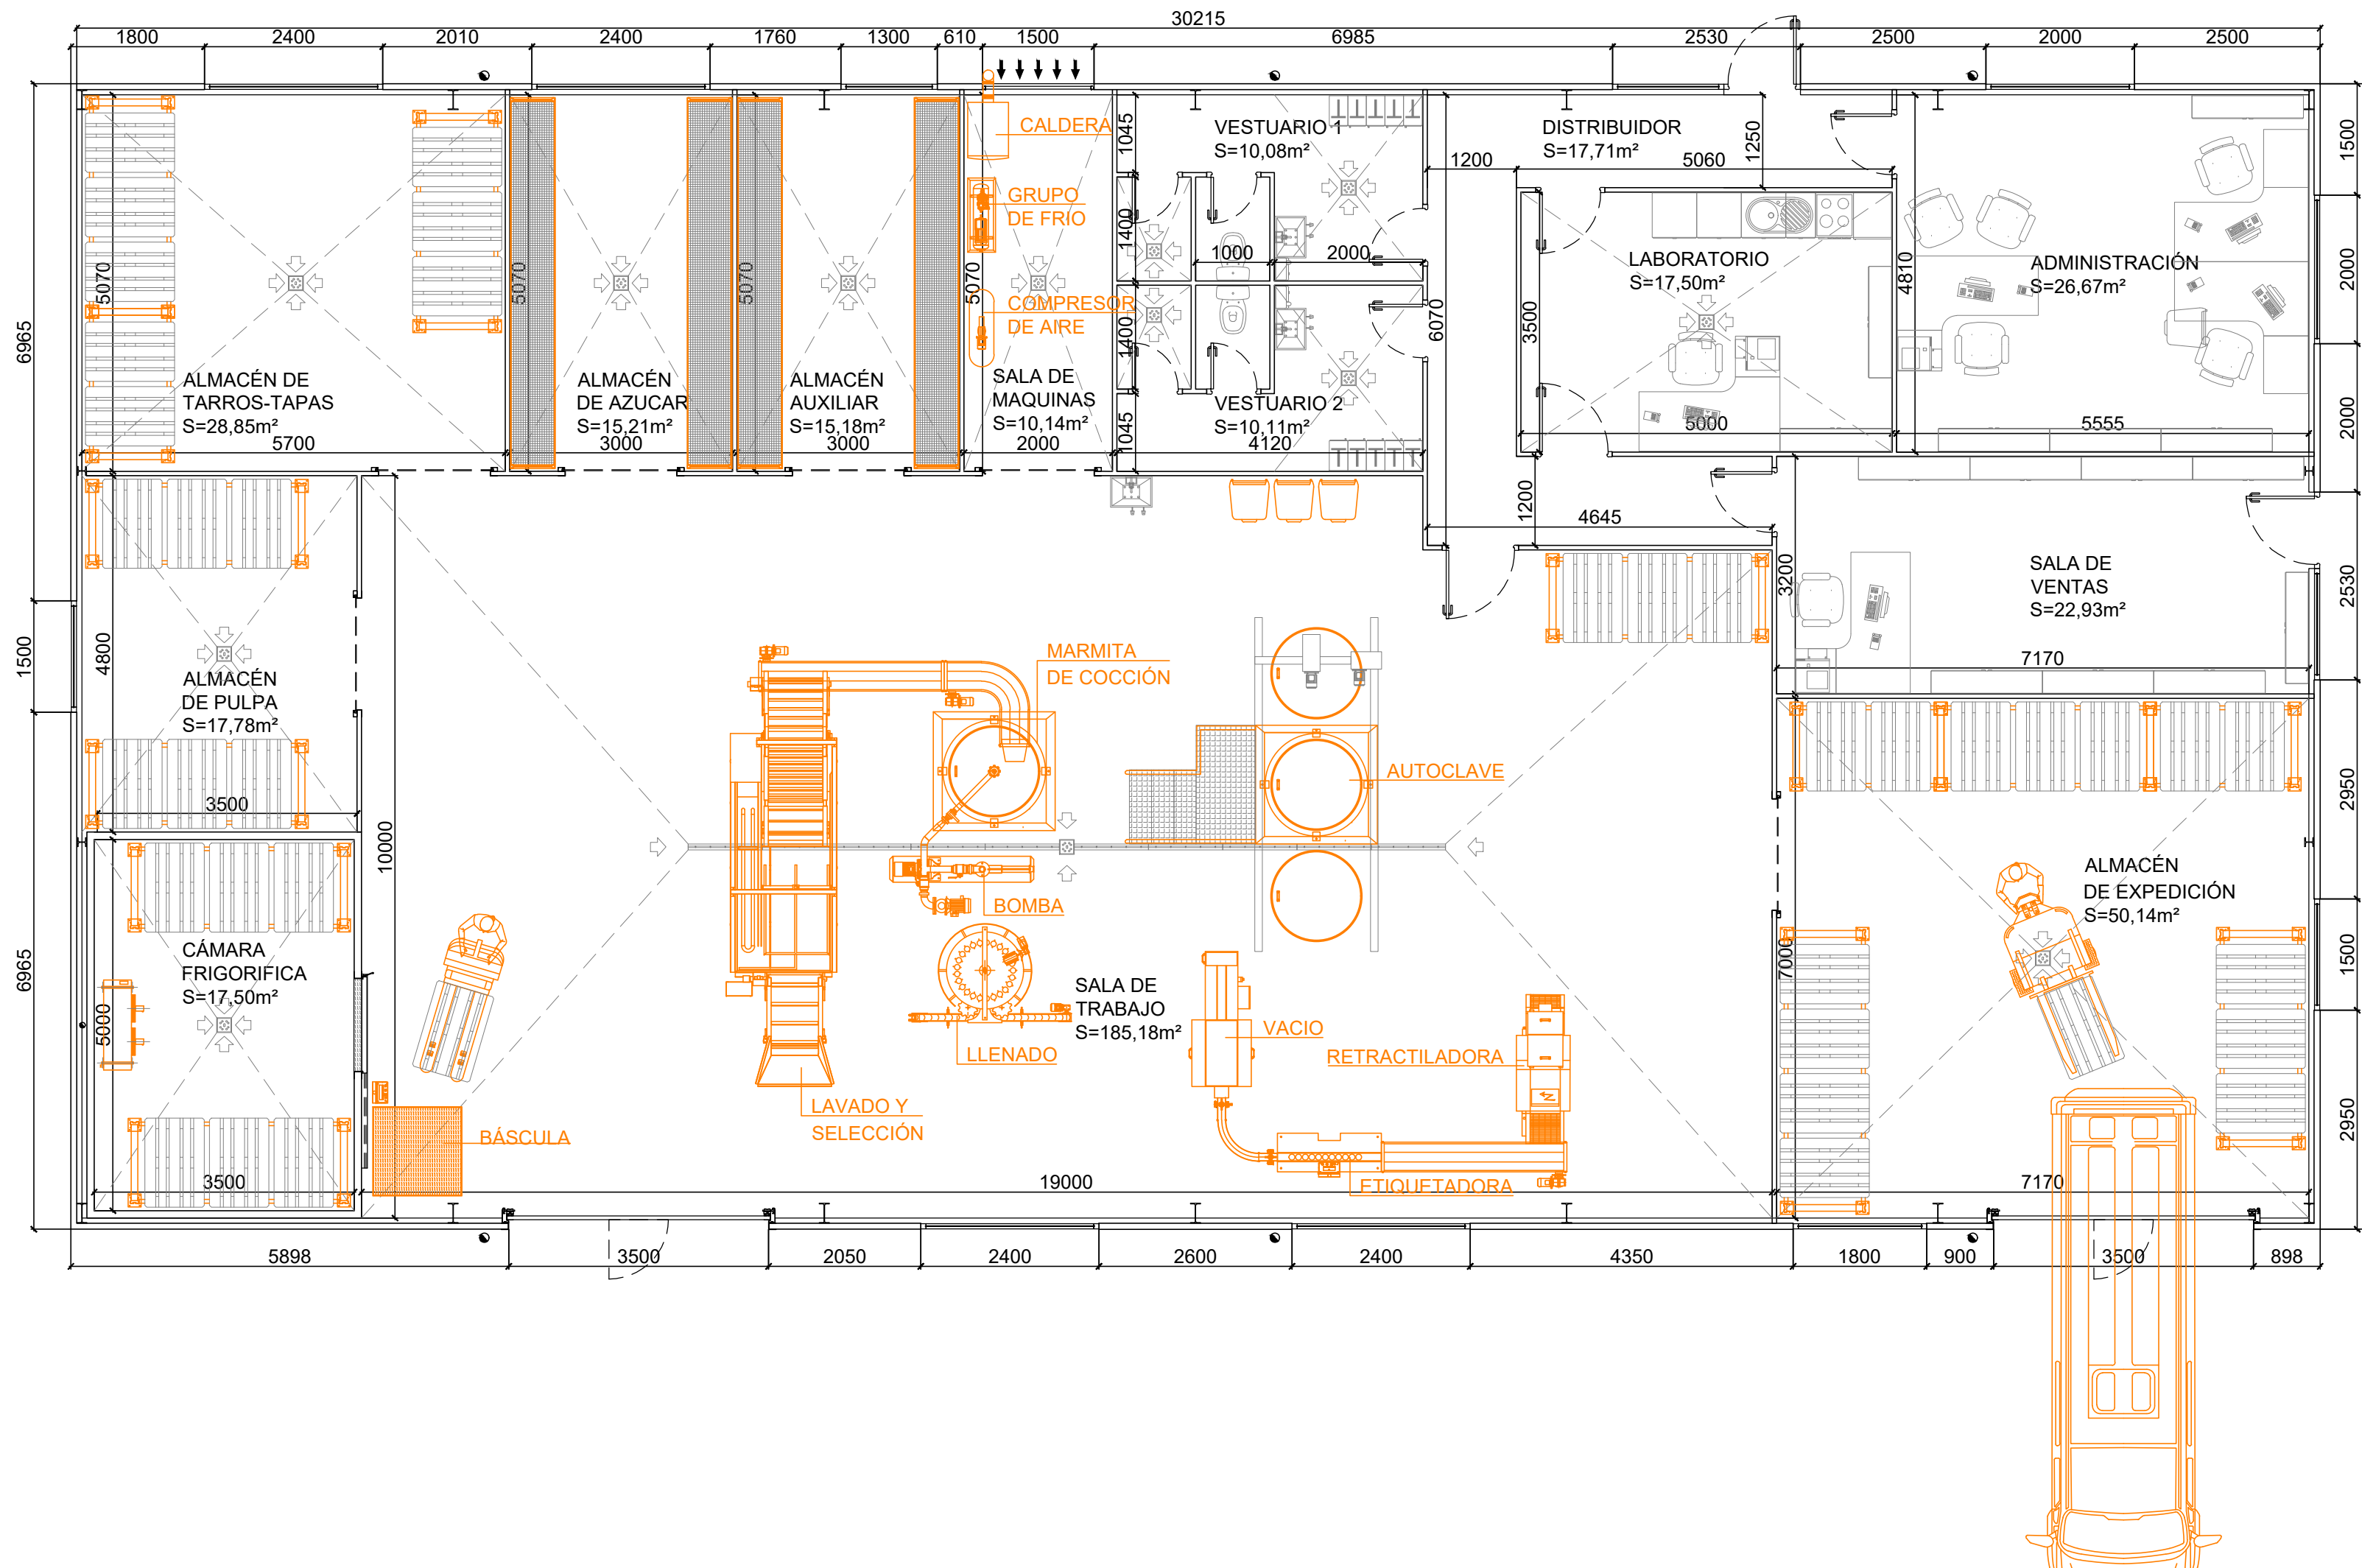 30215
1800
2400
2010
2400
1760
1300
610
1500
6985
2530
2500
2000
2500
CALDERA
GRUPO
DE FRÍO
COMPRESOR
DE AIRE
VESTUARIO 1
S=10,08m²
DISTRIBUIDOR
S=17,71m²
LABORATORIO
S=17,50m²
ADMINISTRACIÓN
S=26,67m²
ALMACÉN DE
TARROS-TAPAS
S=28,85m²
5700
ALMACÉN
DE AZUCAR
S=15,21m²
3000
ALMACÉN
AUXILIAR
S=15,18m²
3000
SALA DE
MAQUINAS
S=10,14m²
2000
VESTUARIO 2
S=10,11m²
4120
5070
5070
5070
5070
1045
1400
1400
1045
1000
2000
6070
1200
5060
1250
3500
4810
5000
5555
1200
4645
3200
SALA DE
VENTAS
S=22,93m²
7170
ALMACÉN
DE PULPA
S=17,78m²
4800
3500
CÁMARA
FRIGORIFICA
S=17,50m²
5000
3500
10000
MARMITA
DE COCCIÓN
AUTOCLAVE
BOMBA
LLENADO
LAVADO Y
SELECCIÓN
BÁSCULA
SALA DE
TRABAJO
S=185,18m²
VACIO
RETRACTILADORA
ETIQUETADORA
19000
ALMACÉN
DE EXPEDICIÓN
S=50,14m²
7000
7170
6965
1500
6965
1500
2000
2000
2530
2950
1500
2950
5898
3500
2050
2400
2600
2400
4350
1800
900
3500
898